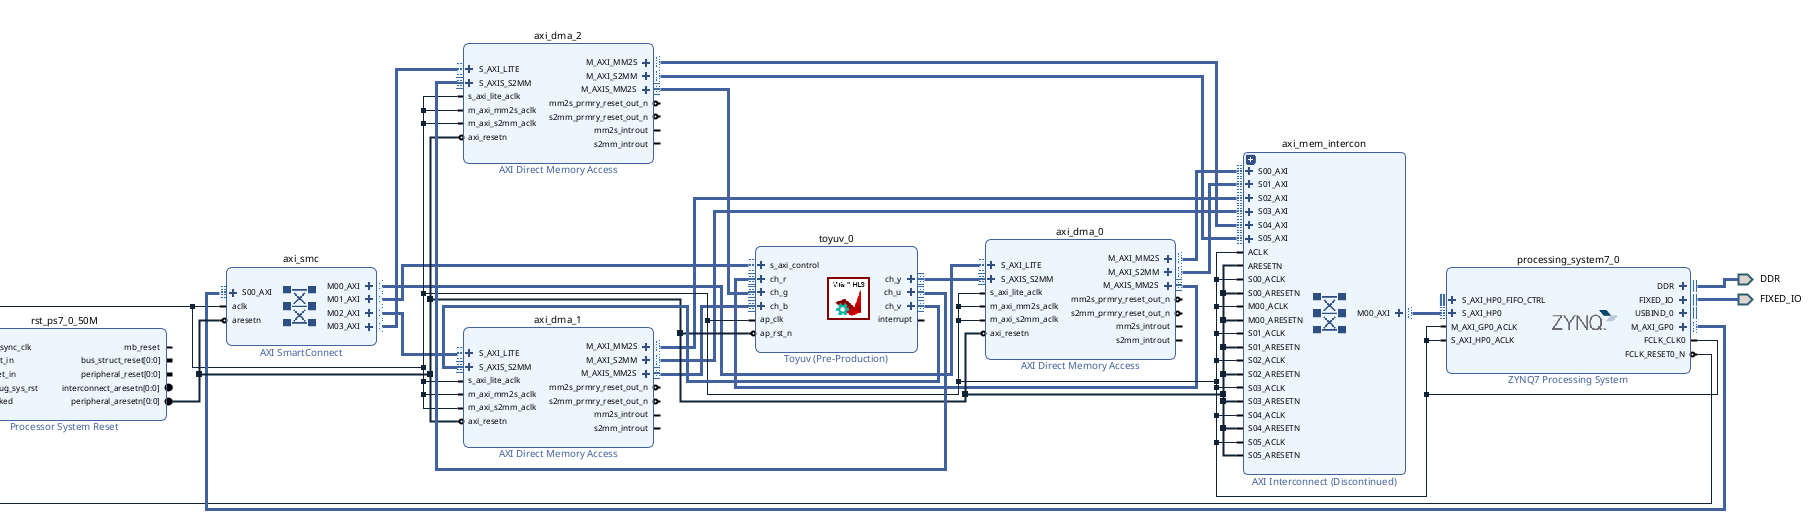 axi_dma_2
S_AXI_LITE
S_AXIS_S2MM
s_axi_lite_aclk
m_axi_mm2s_aclk
m_axi_s2mm_aclk
axi_resetn
M_AXI_MM2S
M_AXI_S2MM
M_AXIS_MM2S
mm2s_prmry_reset_out_n
s2mm_prmry_reset_out_n
mm2s_introut
s2mm_introut
AXI Direct Memory Access
axi_smc
S00_AXI
aclk
aresetn
M00_AXI
M01_AXI
M02_AXI
M03_AXI
AXI SmartConnect
rst_ps7_0_50M
sync_clk
t_in
et_in
ug_sys_rst
ked
mb_reset
bus_struct_reset[0:0]
peripheral_reset[0:0]
interconnect_aresetn[0:0]
peripheral_aresetn[0:0]
Processor System Reset
axi_dma_1
S_AXI_LITE
S_AXIS_S2MM
s_axi_lite_aclk
m_axi_mm2s_aclk
m_axi_s2mm_aclk
axi_resetn
M_AXI_MM2S
M_AXI_S2MM
M_AXIS_MM2S
mm2s_prmry_reset_out_n
s2mm_prmry_reset_out_n
mm2s_introut
s2mm_introut
AXI Direct Memory Access
toyuv_0
s_axi_control
ch_r
ch_g
ch_b
ap_clk
ap_rst_n
Vitis™ HLS
ch_y
ch_u
ch_v
interrupt
Toyuv (Pre-Production)
axi_dma_0
S_AXI_LITE
S_AXIS_S2MM
s_axi_lite_aclk
m_axi_mm2s_aclk
m_axi_s2mm_aclk
axi_resetn
M_AXI_MM2S
M_AXI_S2MM
M_AXIS_MM2S
mm2s_prmry_reset_out_n
s2mm_prmry_reset_out_n
mm2s_introut
s2mm_introut
AXI Direct Memory Access
axi_mem_intercon
S00_AXI
S01_AXI
S02_AXI
S03_AXI
S04_AXI
S05_AXI
ACLK
ARESETN
S00_ACLK
S00_ARESETN
M00_ACLK
M00_ARESETN
S01_ACLK
S01_ARESETN
S02_ACLK
S02_ARESETN
S03_ACLK
S03_ARESETN
S04_ACLK
S04_ARESETN
S05_ACLK
S05_ARESETN
M00_AXI
AXI Interconnect (Discontinued)
processing_system7_0
S_AXI_HP0_FIFO_CTRL
S_AXI_HP0
M_AXI_GP0_ACLK
S_AXI_HP0_ACLK
ZYNQ
DDR
FIXED_IO
USBIND_0
M_AXI_GP0
FCLK_CLK0
FCLK_RESET0_N
ZYNQ7 Processing System
DDR
FIXED_IO